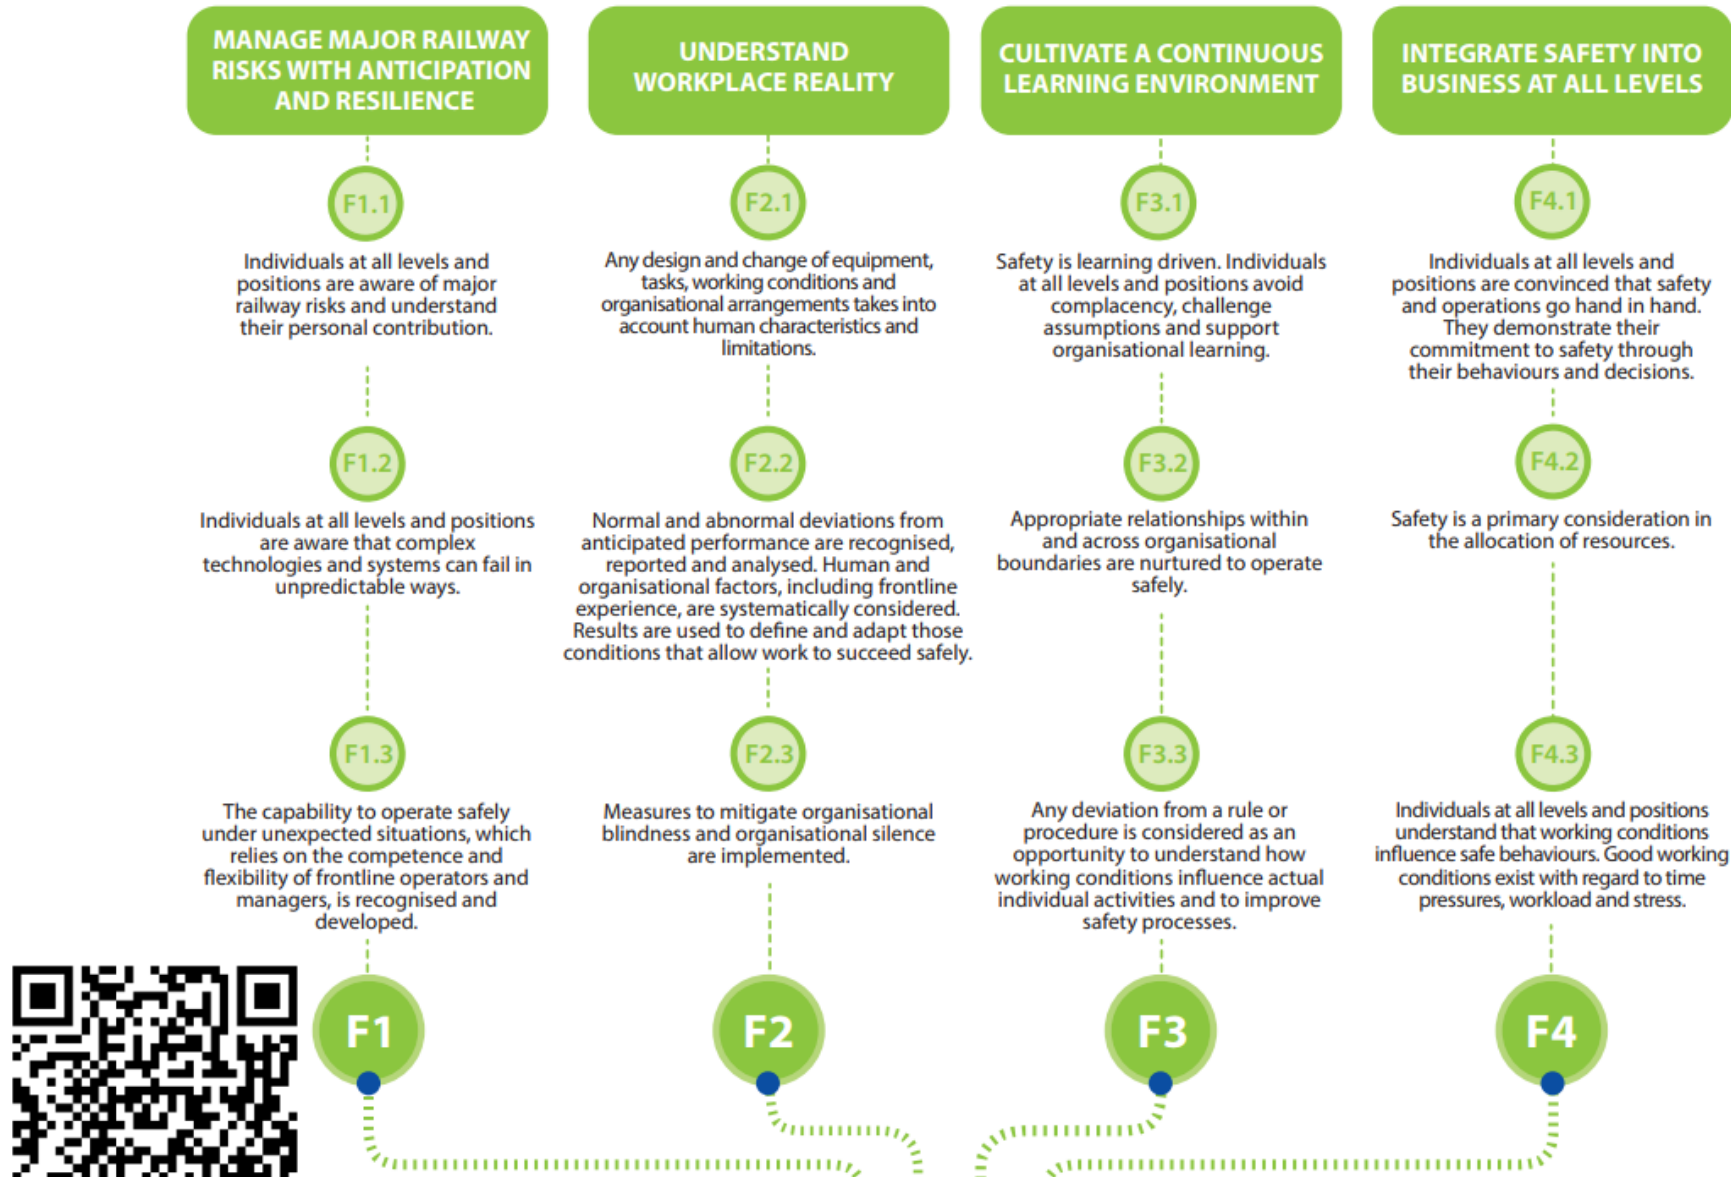 MANAGE MAJOR RAILWAY
RISKS WITH ANTICIPATION
AND RESILIENCE
F1.1
Individuals at all levels and
positions are aware of major
railway risks and understand
their personal contribution.
F1.2
Individuals at all levels and positions
are aware that complex
technologies and systems can fail in
unpredictable ways.
F1.3
The capability to operate safely
under unexpected situations, which
relies on the competence and
flexibility of frontline operators and
managers, is recognised and
developed.
F1
UNDERSTAND
WORKPLACE REALITY
F2.1
Any design and change of equipment,
tasks, working conditions and
organisational arrangements takes into
account human characteristics and
limitations.
F2.2
Normal and abnormal deviations from
anticipated performance are recognised,
reported and analysed. Human and
organisational factors, including frontline
experience, are systematically considered.
Results are used to define and adapt those
conditions that allow work to succeed safely.
F2.3
Measures to mitigate organisational
blindness and organisational silence
are implemented.
F2
CULTIVATE A CONTINUOUS
LEARNING ENVIRONMENT
F3.1
Safety is learning driven. Individuals
at all levels and positions avoid
complacency, challenge
assumptions and support
organisational learning.
F3.2
Appropriate relationships within
and across organisational
boundaries are nurtured to operate
safely.
F3.3
Any deviation from a rule or
procedure is considered as an
opportunity to understand how
working conditions influence actual
individual activities and to improve
safety processes.
F3
INTEGRATE SAFETY INTO
BUSINESS AT ALL LEVELS
F4.1
Individuals at all levels and
positions are convinced that safety
and operations go hand in hand.
They demonstrate their
commitment to safety through
their behaviours and decisions.
F4.2
Safety is a primary consideration in
the allocation of resources.
F4.3
Individuals at all levels and positions
understand that working conditions
influence safe behaviours. Good working
conditions exist with regard to time
pressures, workload and stress.
F4